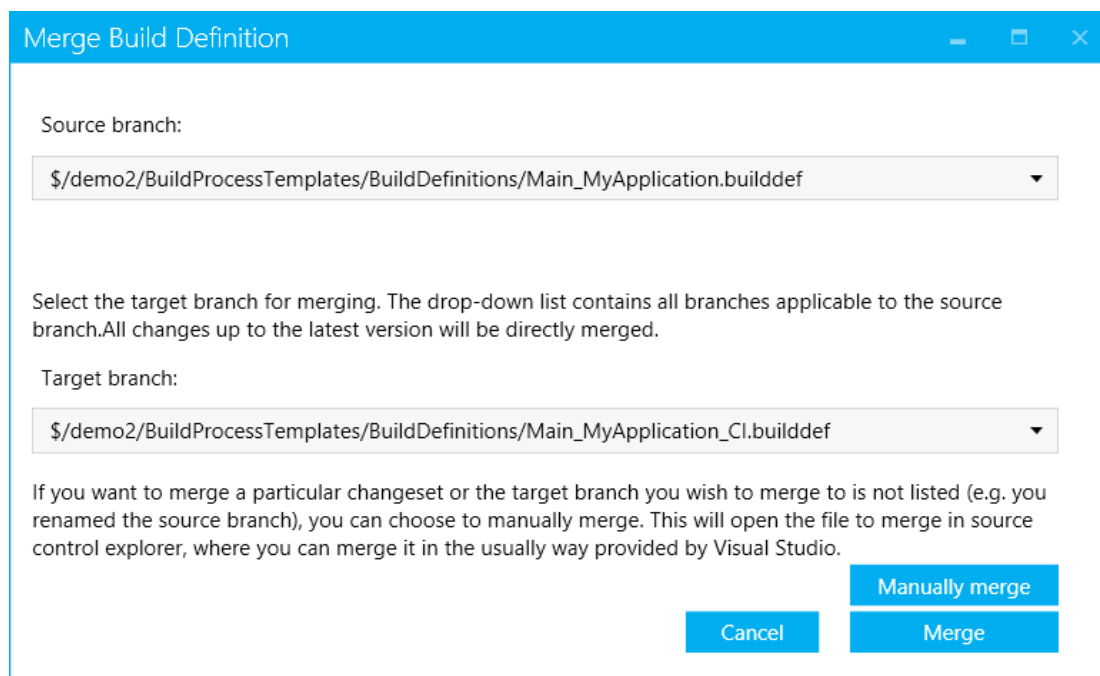 Merge Build Definition
Source branch:
$/demo2/BuildProcessTemplates/BuildDefinitions/Main_MyApplication.builddef
Select the target branch for merging. The drop-down list contains all branches applicable to the source
branch.All changes up to the latest version will be directly merged.
Target branch:
$/demo2/BuildProcessTemplates/BuildDefinitions/Main_MyApplication_CI.builddef
If you want to merge a particular changeset or the target branch you wish to merge to is not listed (e.g. you
renamed the source branch), you can choose to manually merge. This will open the file to merge in source
control explorer, where you can merge it in the usually way provided by Visual Studio.
Manually merge
Cancel
Merge